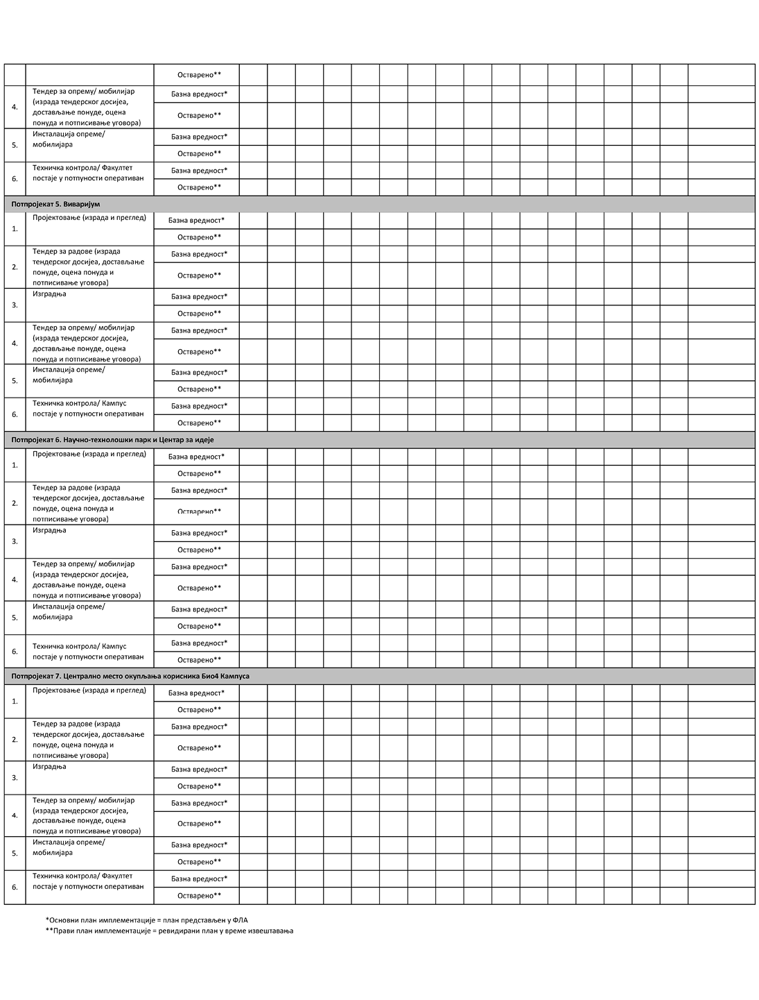 Остварено**
4.
Тендер за опрему/ мобилијар
(израда тендерског досијеа,
достављање понуде, оцена
понуда и потписивање уговора)
Базна вредност*
Остварено**
5.
Инсталација опреме/
мобилијара
Базна вредност*
Остварено**
6.
Техничка контрола/ Факултет
постаје у потпуности оперативан
Базна вредност*
Остварено**
Потпројекат 5. Виваријум
1.
Пројектовање (израда и преглед)
Базна вредност*
Остварено**
2.
Тендер за радове (израда
тендерског досијеа, достављање
понуде, оцена понуда и
потписивање уговора)
Базна вредност*
Остварено**
3.
Изградња
Базна вредност*
Остварено**
4.
Тендер за опрему/ мобилијар
(израда тендерског досијеа,
достављање понуде, оцена
понуда и потписивање уговора)
Базна вредност*
Остварено**
5.
Инсталација опреме/
мобилијара
Базна вредност*
Остварено**
6.
Техничка контрола/ Кампус
постаје у потпуности оперативан
Базна вредност*
Остварено**
Потпројекат 6. Научно-технолошки парк и Центар за идеје
1.
Пројектовање (израда и преглед)
Базна вредност*
Остварено**
2.
Тендер за радове (израда
тендерског досијеа, достављање
понуде, оцена понуда и
потписивање уговора)
Базна вредност*
Остварено**
3.
Изградња
Базна вредност*
Остварено**
4.
Тендер за опрему/ мобилијар
(израда тендерског досијеа,
достављање понуде, оцена
понуда и потписивање уговора)
Базна вредност*
Остварено**
5.
Инсталација опреме/
мобилијара
Базна вредност*
Остварено**
6.
Техничка контрола/ Кампус
постаје у потпуности оперативан
Базна вредност*
Остварено**
Потпројекат 7. Централно место окупљања корисника Био4 Кампуса
1.
Пројектовање (израда и преглед)
Базна вредност*
Остварено**
2.
Тендер за радове (израда
тендерског досијеа, достављање
понуде, оцена понуда и
потписивање уговора)
Базна вредност*
Остварено**
3.
Изградња
Базна вредност*
Остварено**
4.
Тендер за опрему/ мобилијар
(израда тендерског досијеа,
достављање понуде, оцена
понуда и потписивање уговора)
Базна вредност*
Остварено**
5.
Инсталација опреме/
мобилијара
Базна вредност*
Остварено**
6.
Техничка контрола/ Факултет
постаје у потпуности оперативан
Базна вредност*
Остварено**
*Основни план имплементације = план представљен у ФЛА
**Прави план имплементације = ревидирани план у време извештавања